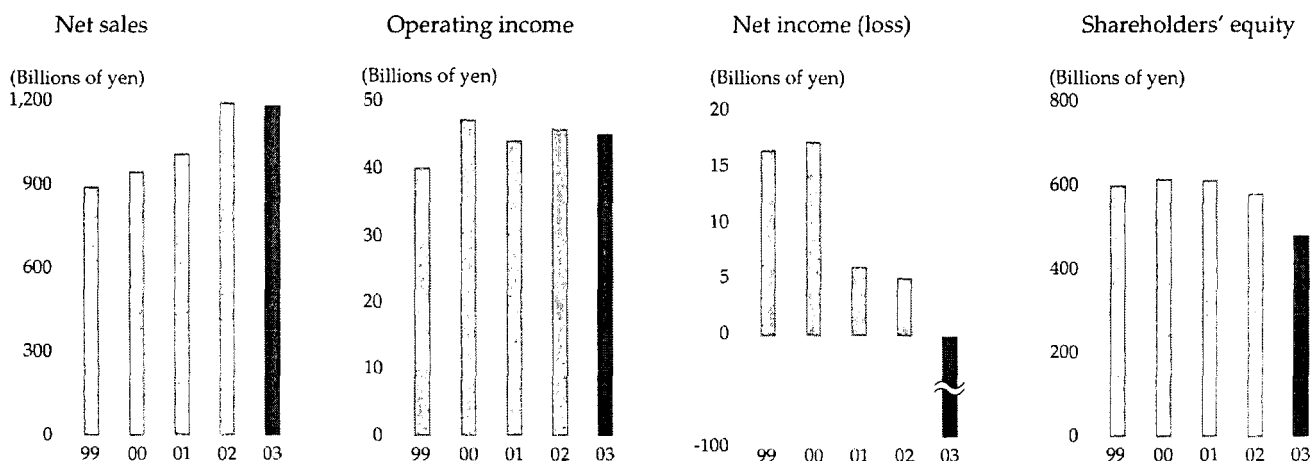 Net sales
(Billions of yen)
1,200
900
600
300
0
99 00 01 02 03
Operating income
(Billions of yen)
50
40
30
20
10
0
99 00 01 02 03
Net income (loss)
(Billions of yen)
20
15
10
5
0
-100
99 00 01 02 03
Shareholders' equity
(Billions of yen)
800
600
400
200
0
99 00 01 02 03